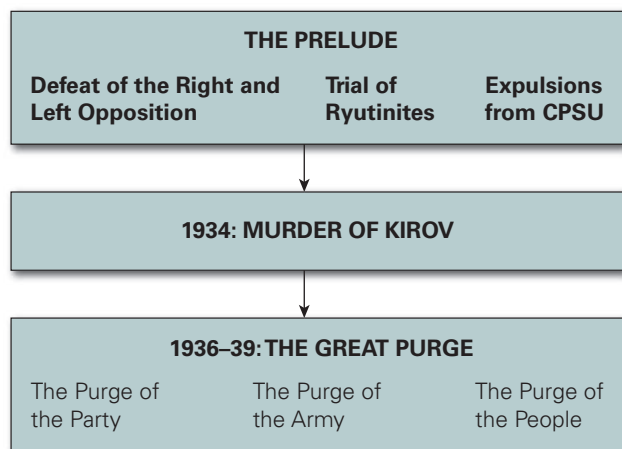 THE PRELUDE
Defeat of the Right and
Left Opposition
Trial of
Ryutinites
Expulsions
from CPSU
1934: MURDER OF KIROV
1936–39: THE GREAT PURGE
The Purge of
the Party
The Purge of
the Army
The Purge of
the People